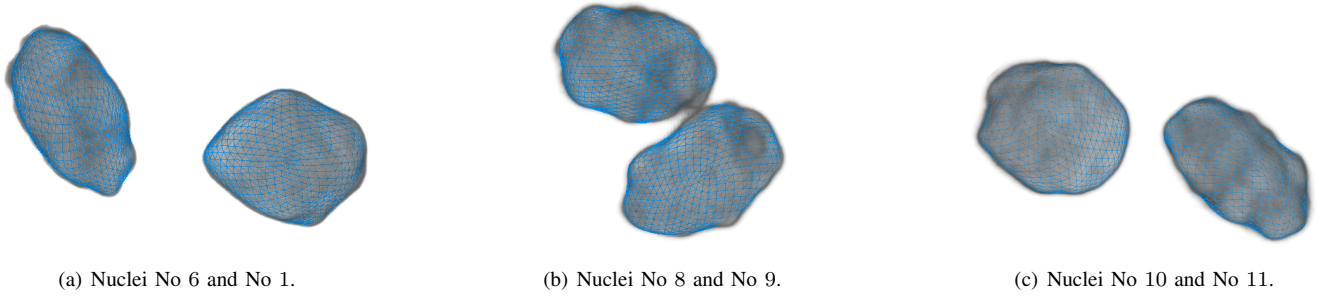 (a) Nuclei No 6 and No 1.
(b) Nuclei No 8 and No 9.
(c) Nuclei No 10 and No 11.